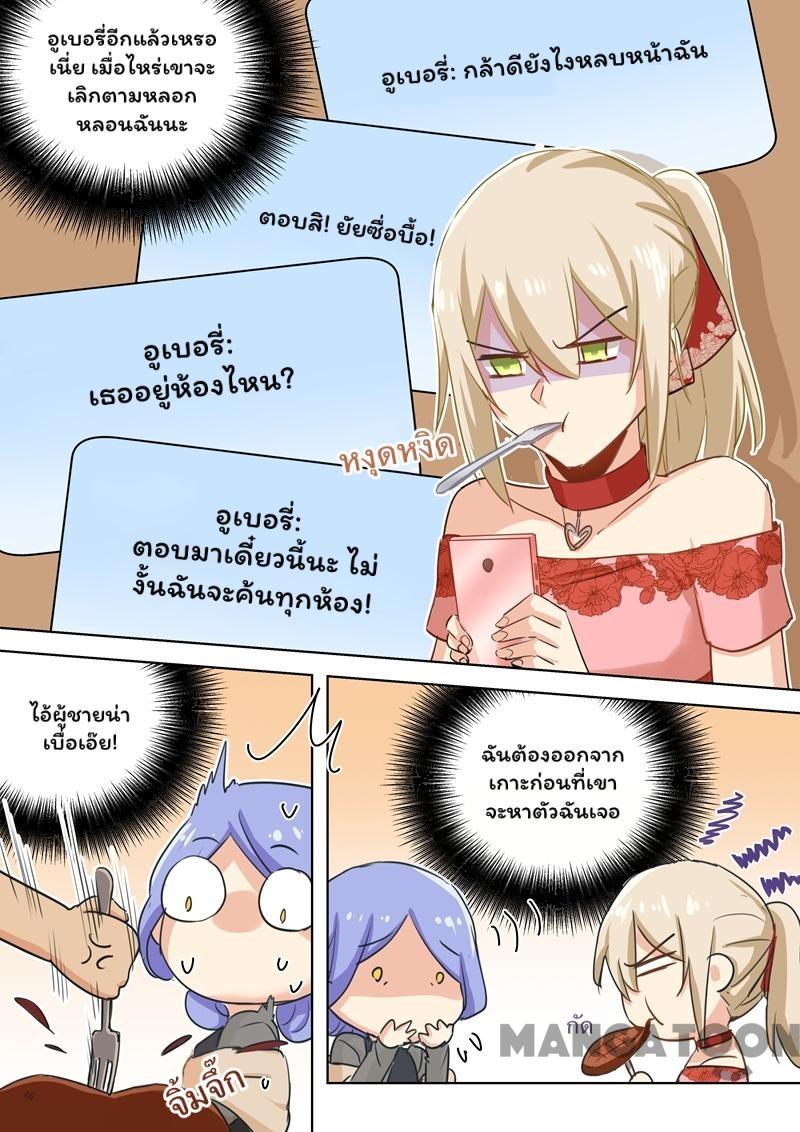 อูเบอรี่อีกแล้วเหรอ
เนี่ย เมื่อไหร่เขาจะ
เลิกตามหลอก
หลอนฉันนะ
อูเบอรี่: กล้าดียังไงหลบหน้าฉัน
ตอบสิ! ยัยซื่อบื้อ!
อูเบอรี่:
เธออยู่ห้องไหน?
หงุดหงิด
อูเบอรี่:
ตอบมาเดี๋ยวนี้นะ ไม่
งั้นฉันจะค้นทุกห้อง!
ไอ้ผู้ชายน่า
เบื่อเอ๊ย!
จิ้มจึ๊ก
ฉันต้องออกจาก
เกาะก่อนที่เขา
จะหาตัวฉันเจอ
กัด
MANGATOON